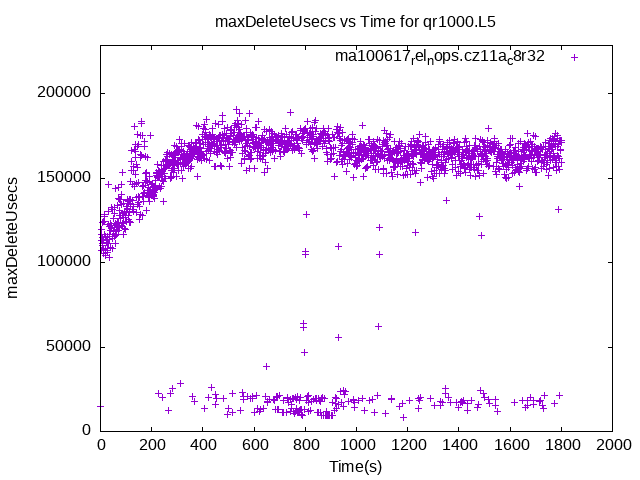 maxDeleteUsecs vs Time for qr1000.L5
ma100617_rel_nops.cz11a_c8r32
200000
150000
100000
50000
0
maxDeleteUsecs
0 200 400 600 800 1000 1200 1400 1600 1800 2000
Time(s)